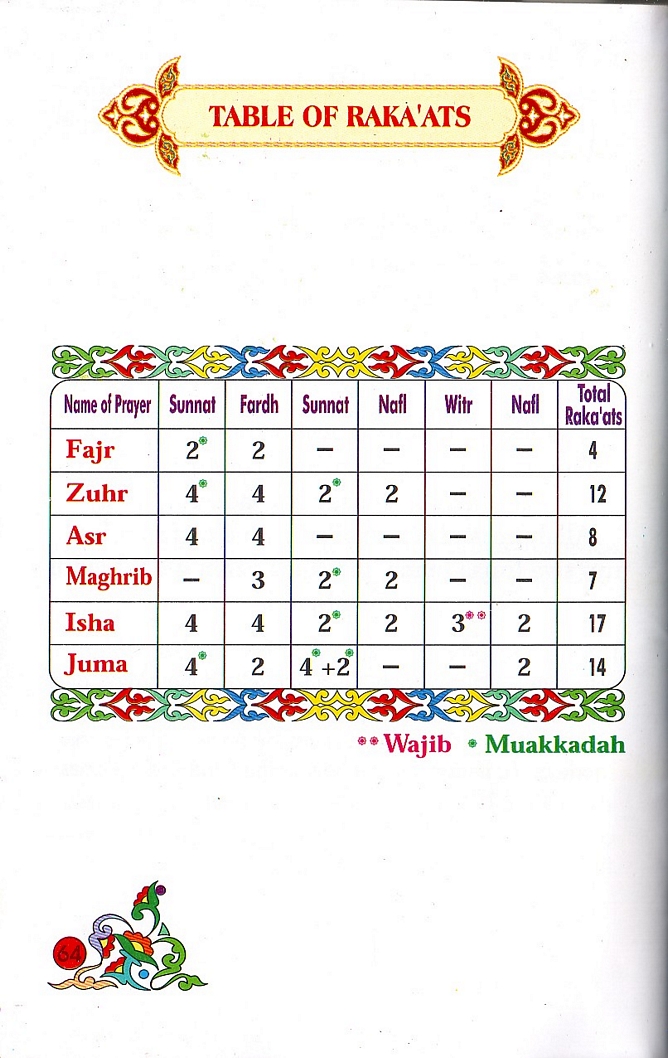 TABLE OF RAKA'ATS
Name of Prayer Sunnat Fardh Sunnat Nafl Witr Nafl Total Raka'ats
Fajr 2* 2 – – – – 4
Zuhr 4* 4 2* 2 – – 12
Asr 4 4 – – – – 8
Maghrib – 3 2* 2 – – 7
Isha 4 4 2* 2 3** 2 17
Juma 4* 2 4*+2* – – 2 14
** Wajib * Muakkadah
64